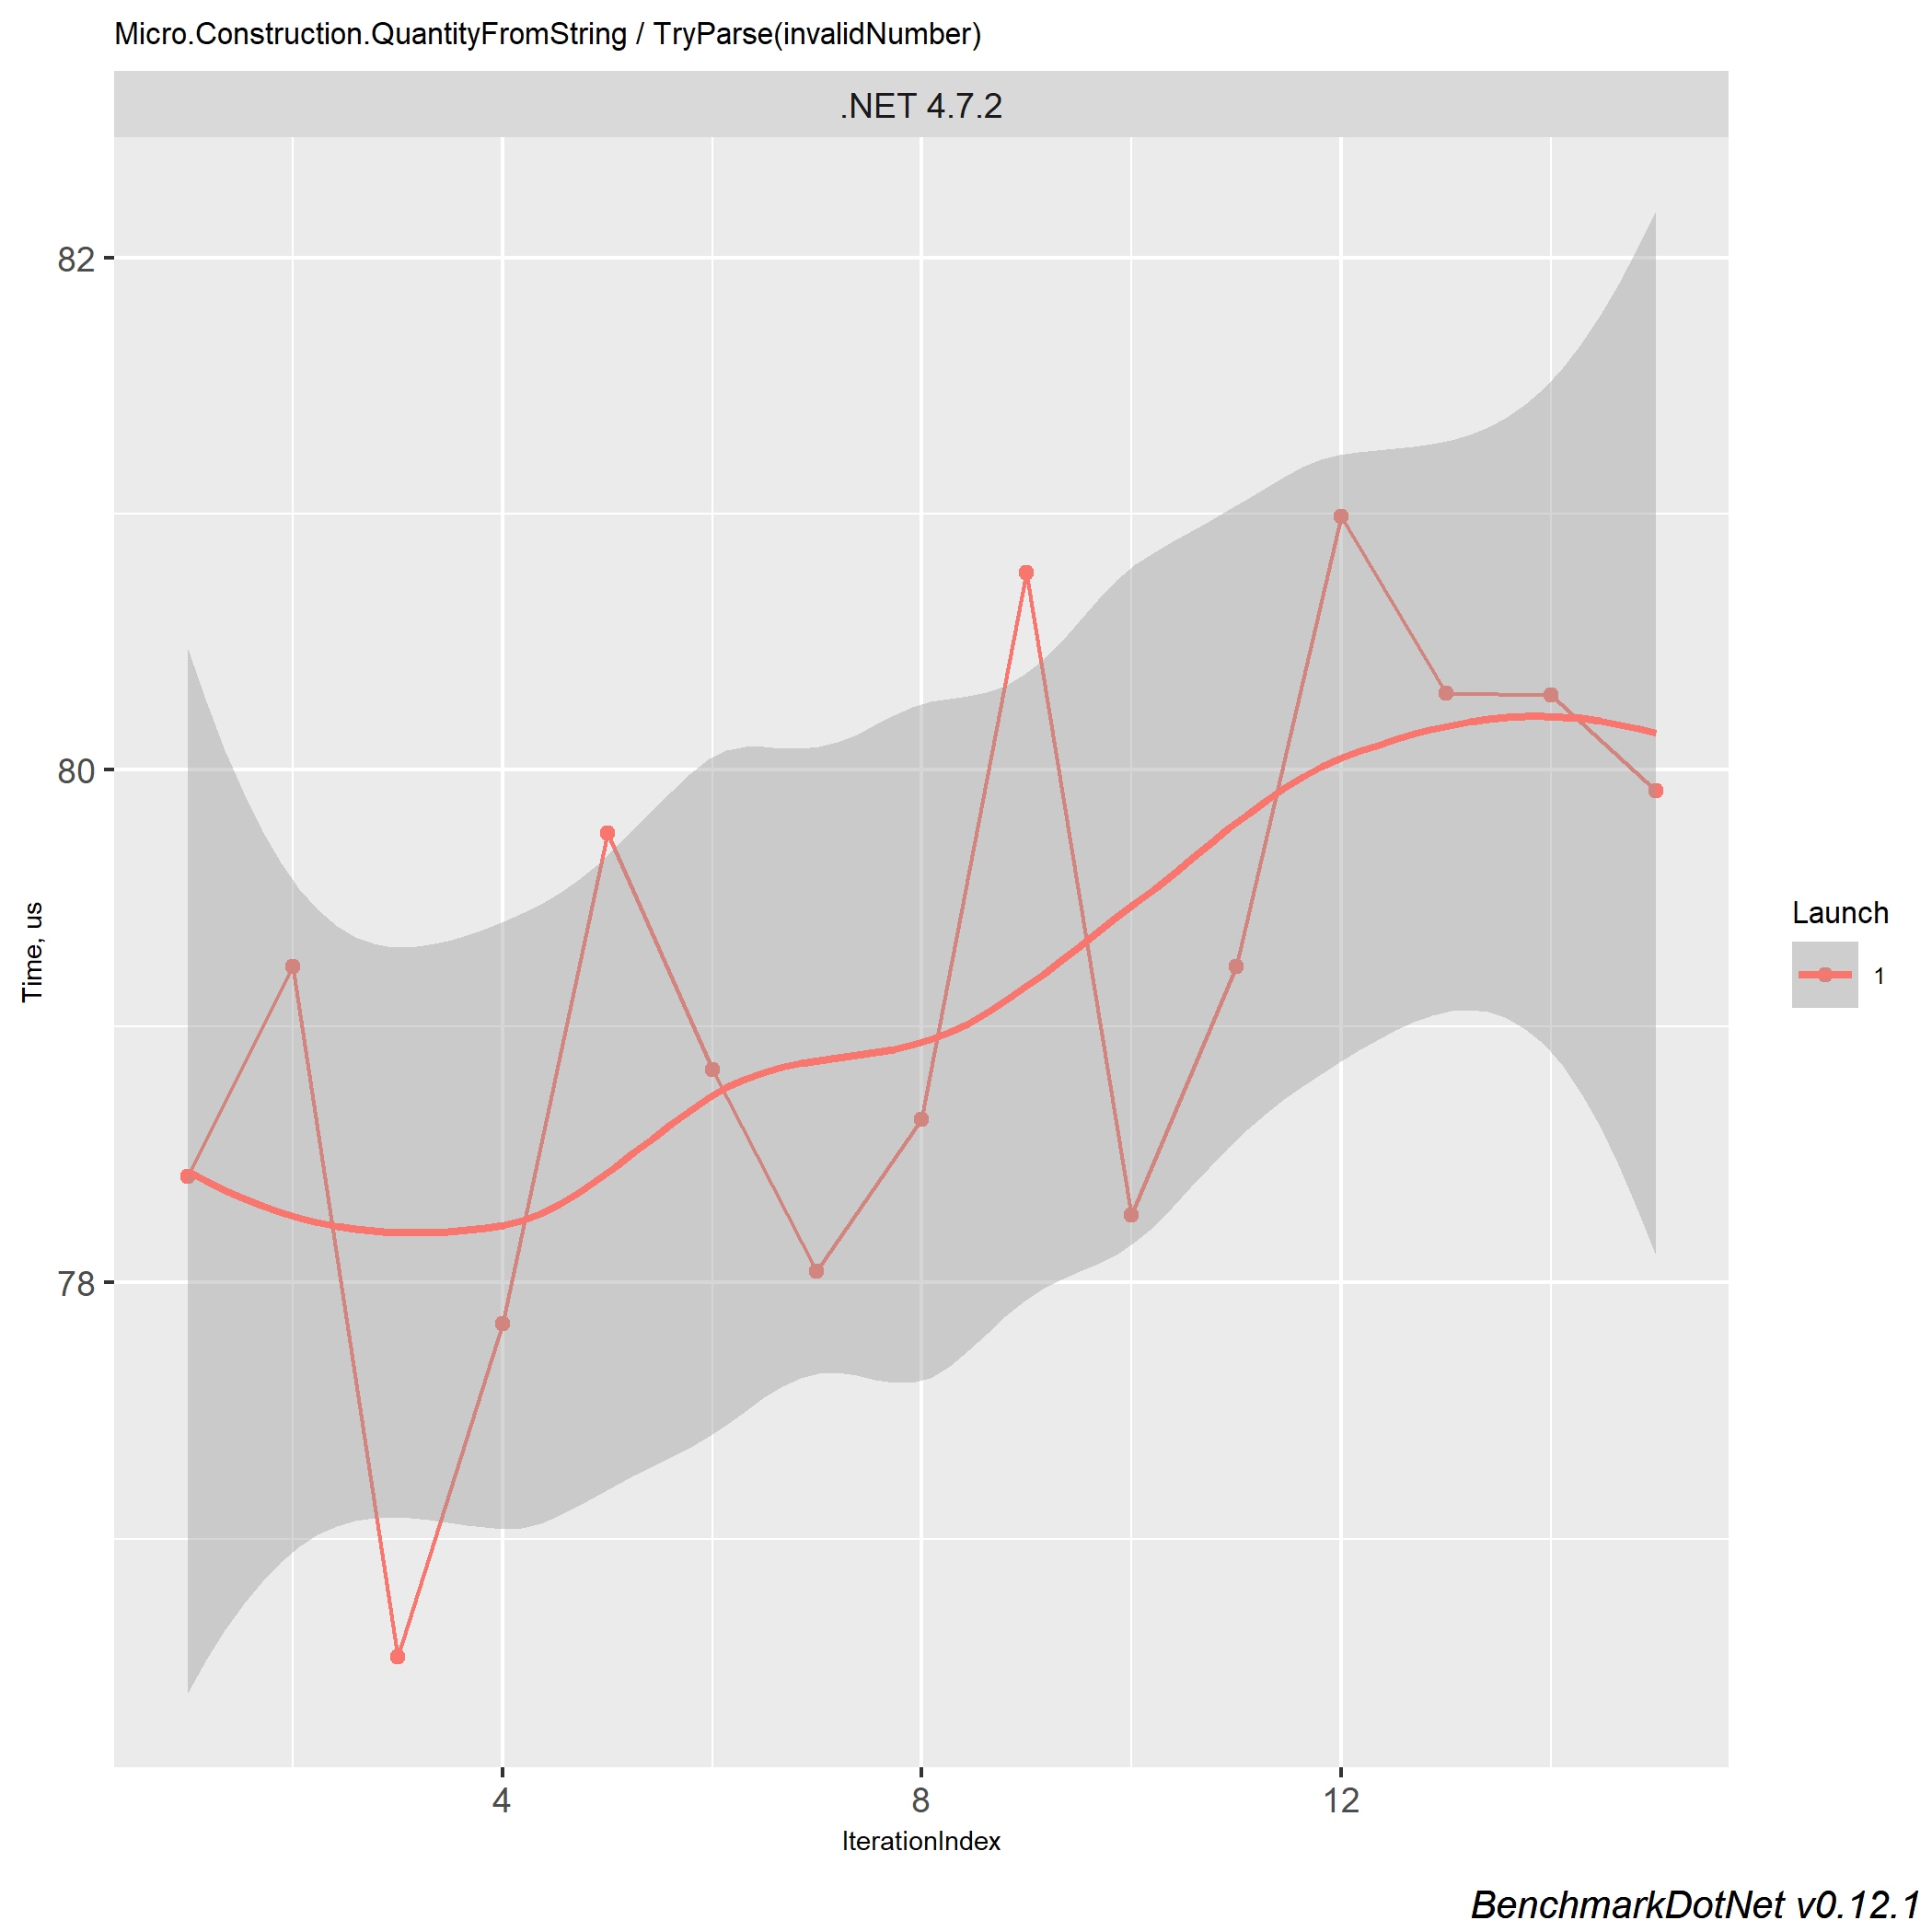 Micro.Construction.QuantityFromString / TryParse(invalidNumber)
.NET 4.7.2
82
80
78
Time, us
4
8
12
IterationIndex
Launch
1
BenchmarkDotNet v0.12.1